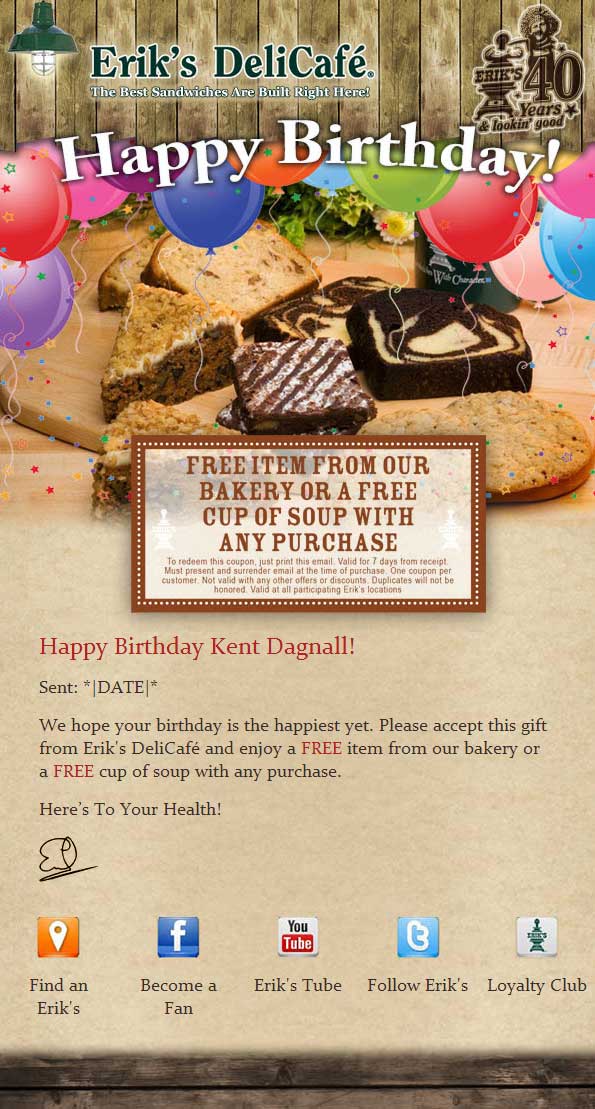 Erik's DeliCafé®
The Best Sandwiches Are Built Right Here!
ERIK'S
40
Years
& lookin' good
Happy Birthday!
With Character
FREE ITEM FROM OUR
BAKERY OR A FREE
CUP OF SOUP WITH
ANY PURCHASE
To redeem this coupon, just print this email. Valid for 7 days from receipt.
Must present and surrender email at the time of purchase. One coupon per
customer. Not valid with any other offers or discounts. Duplicates will not be
honored. Valid at all participating Erik's locations
Happy Birthday Kent Dagnall!
Sent: *|DATE|*
We hope your birthday is the happiest yet. Please accept this gift
from Erik's DeliCafé and enjoy a FREE item from our bakery or
a FREE cup of soup with any purchase.
Here's To Your Health!
f
You
Tube
t
ERIK'S
Find an
Erik's
Become a
Fan
Erik's Tube
Follow Erik's
Loyalty Club